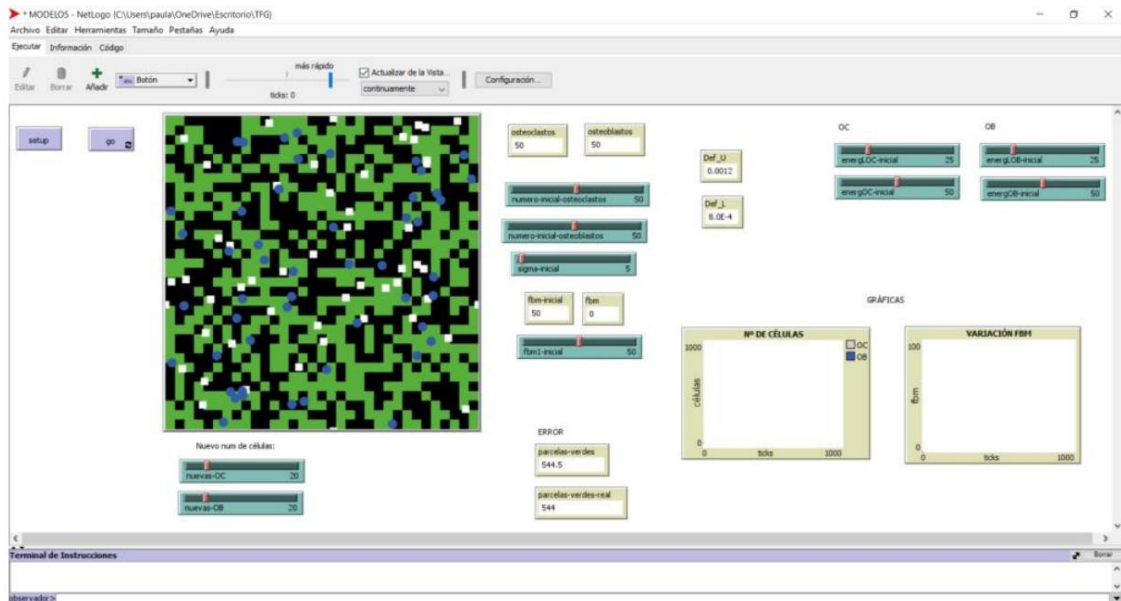 * MODELO5 - NetLogo {C:\Users\paula\OneDrive\Escritorio\TFG}
Archivo Editar Herramientas Tamaño Pestañas Ayuda
Ejecutar Información Código
Editar Borrar Añadir Botón
más rápido
ticks: 0
Actualizar de la Vista...
continuamente
Configuración...
setup
go
osteoclastos
50
osteoblastos
50
numero-inicial-osteoclastos 50
numero-inicial-osteoblastos 50
sigma-inicial 5
fbm-inicial
50
fbm
0
fbm1-inicial 50
Def_U
0.0012
Def_L
8.0E-4
OC
energLOC-inicial 25
energOC-inicial 50
OB
energLOB-inicial 25
energOB-inicial 50
GRÁFICAS
Nº DE CÉLULAS
1000
células
0
0 ticks 1000
OC
OB
VARIACIÓN FBM
100
fbm
0
0 ticks 1000
Nuevo num de células:
nuevas-OC 20
nuevas-OB 20
ERROR
parcelas-verdes
544.5
parcelas-verdes-real
544
Terminal de Instrucciones
Borrar
observador>